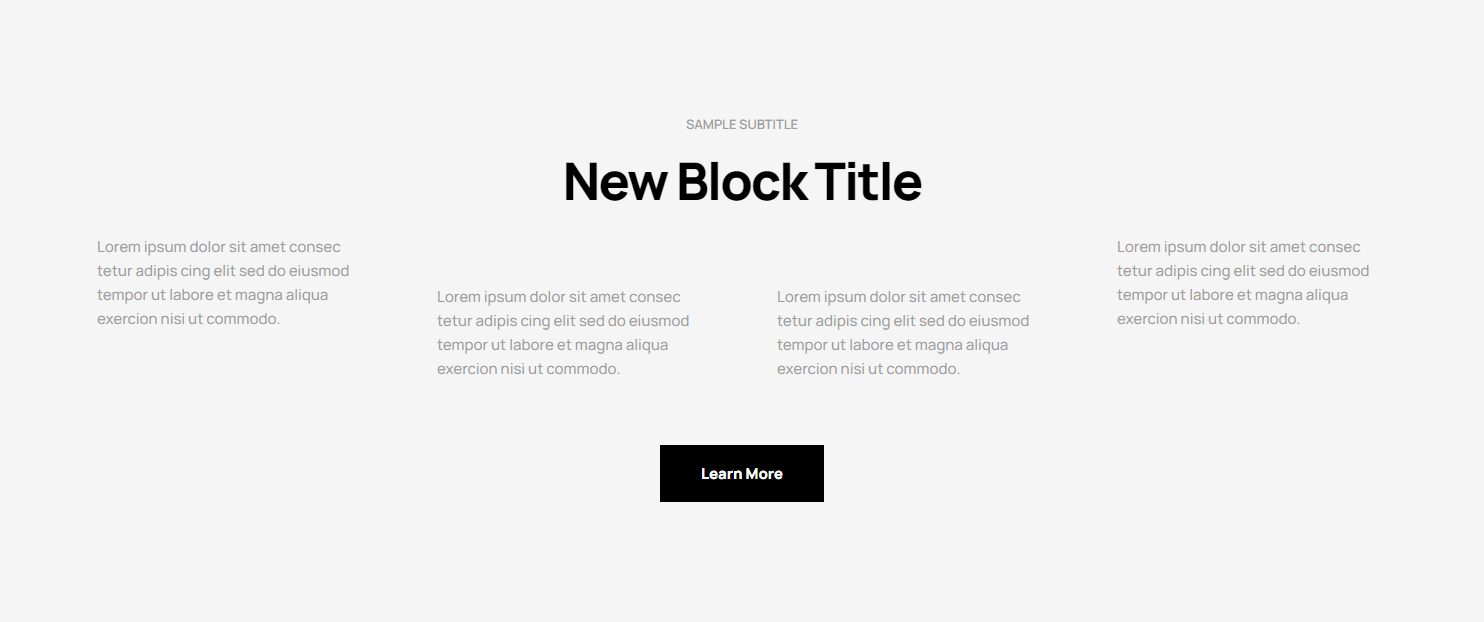 SAMPLE SUBTITLE
New Block Title
Lorem ipsum dolor sit amet consec
tetur adipis cing elit sed do eiusmod
tempor ut labore et magna aliqua
exercion nisi ut commodo.
Lorem ipsum dolor sit amet consec
tetur adipis cing elit sed do eiusmod
tempor ut labore et magna aliqua
exercion nisi ut commodo.
Lorem ipsum dolor sit amet consec
tetur adipis cing elit sed do eiusmod
tempor ut labore et magna aliqua
exercion nisi ut commodo.
Lorem ipsum dolor sit amet consec
tetur adipis cing elit sed do eiusmod
tempor ut labore et magna aliqua
exercion nisi ut commodo.
Learn More